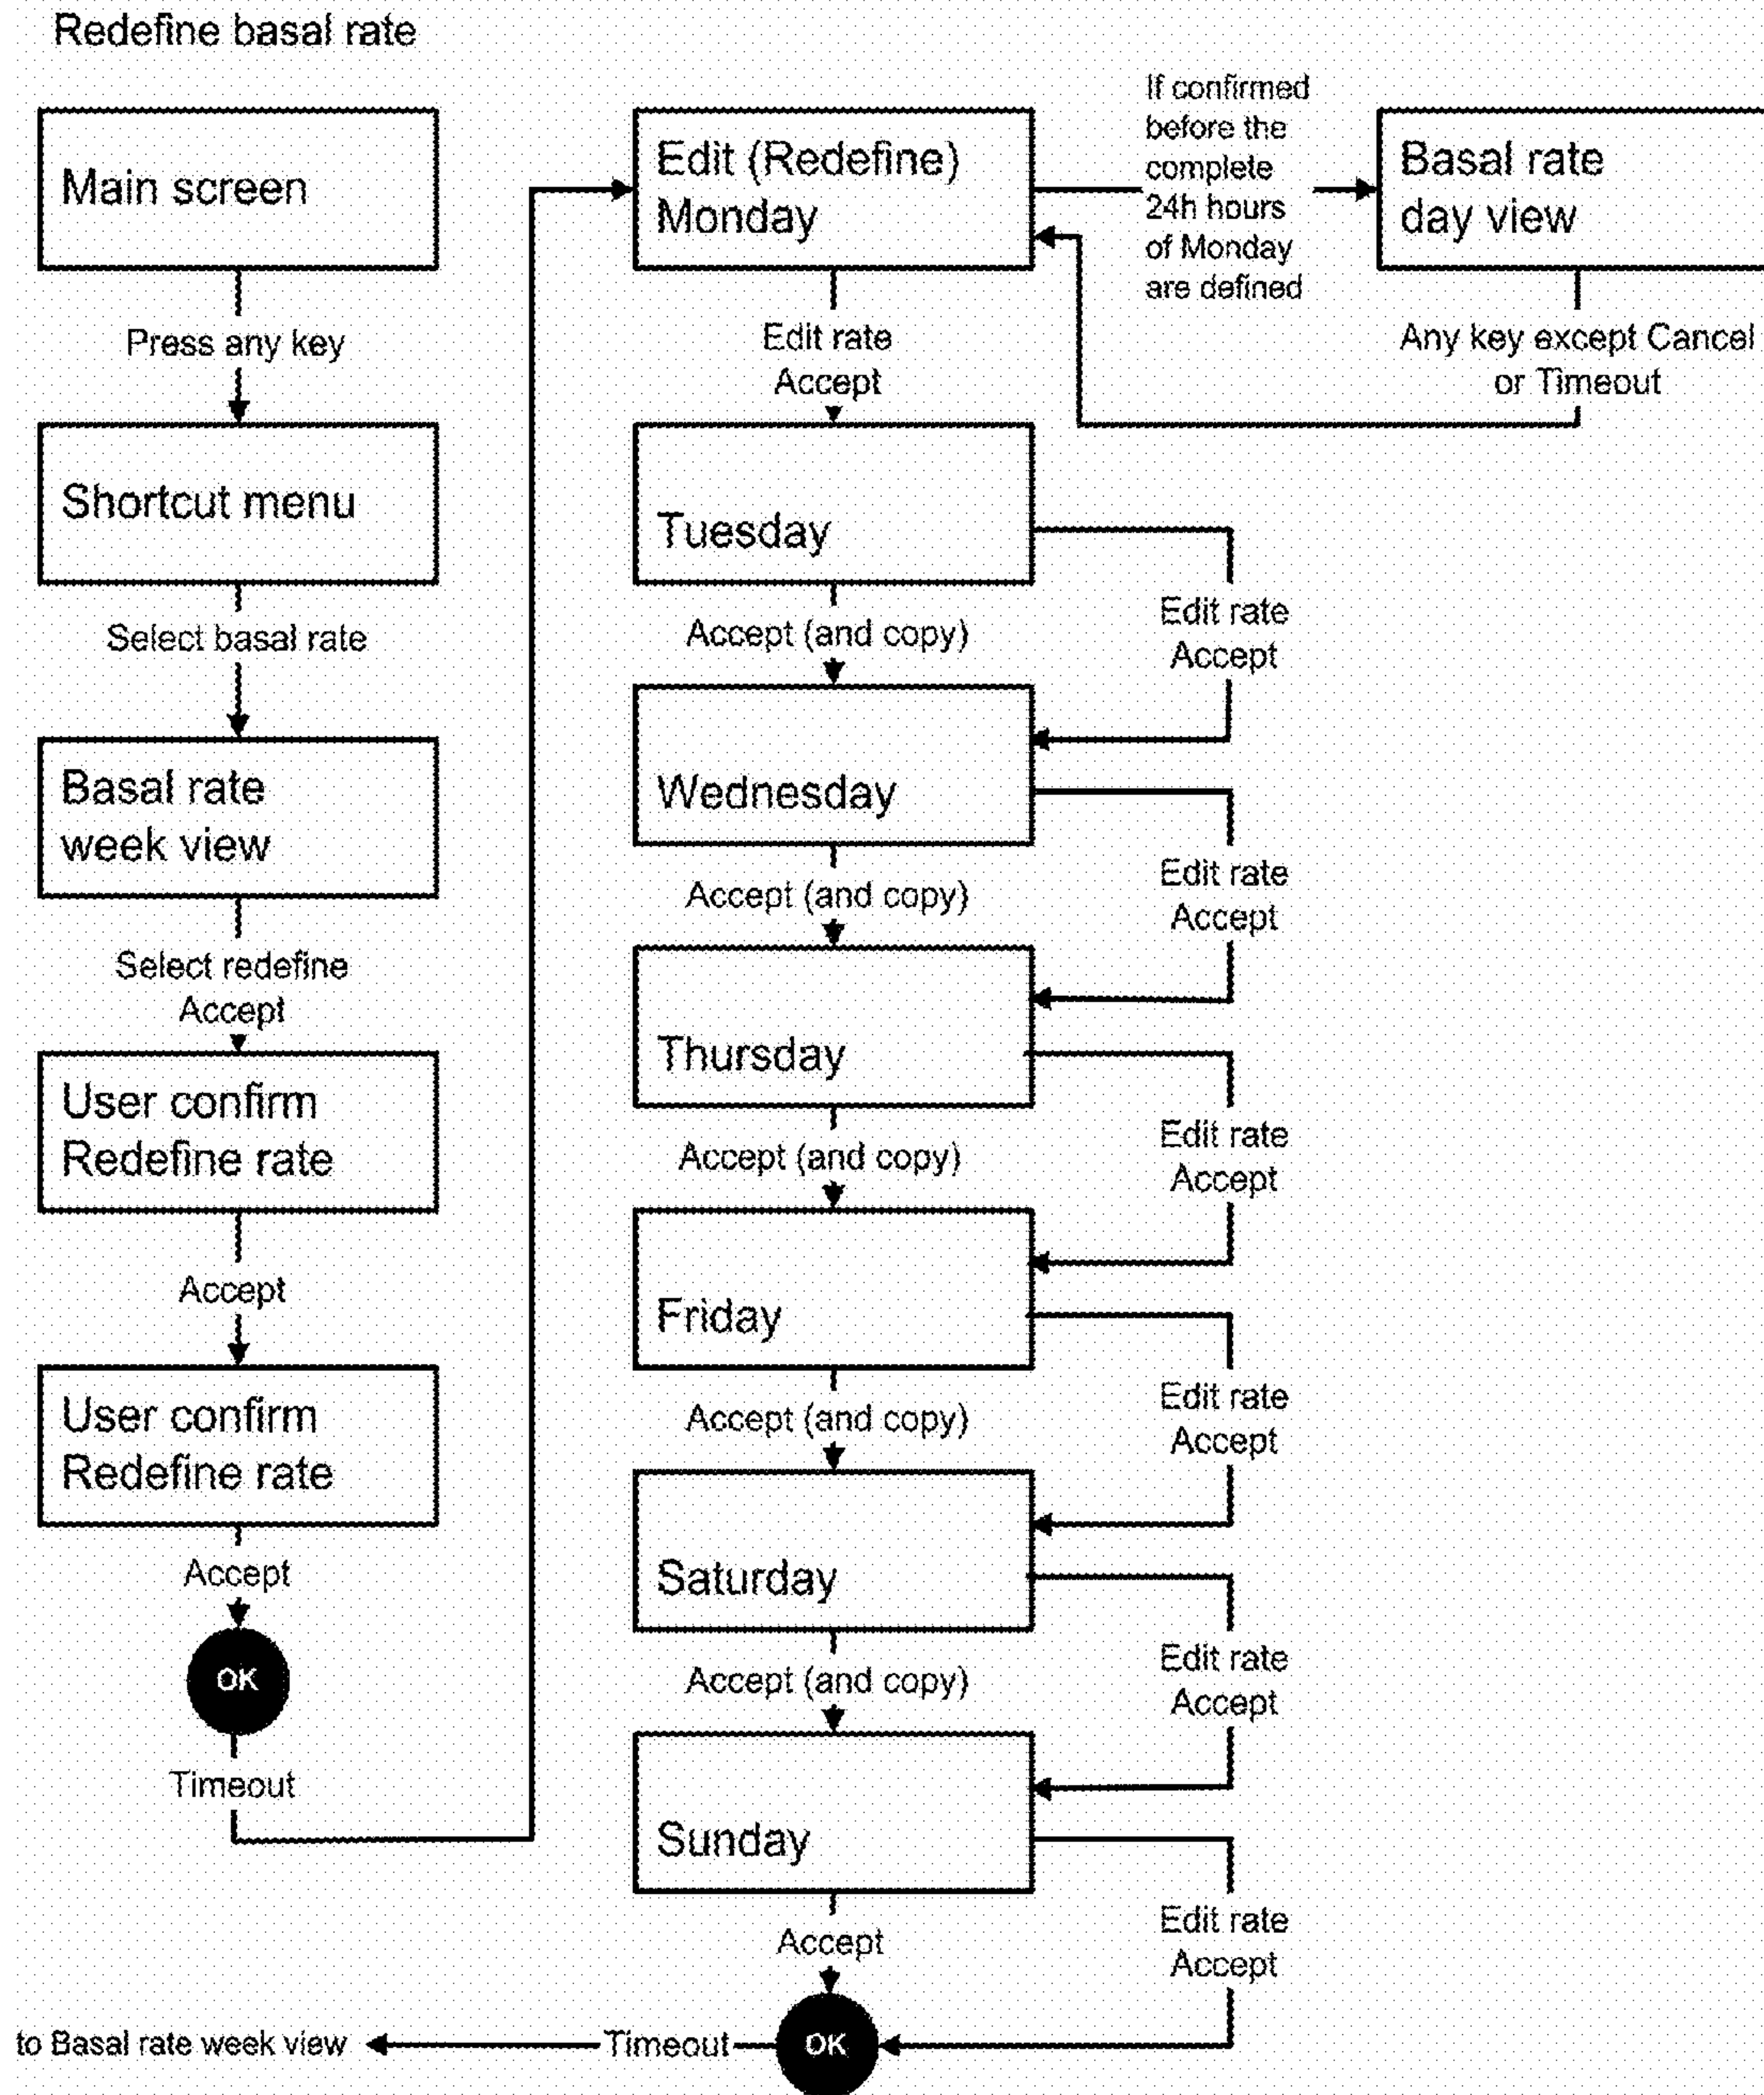 Redefine basal rate
Main screen
Press any key
Shortcut menu
Select basal rate
Basal rate
week view
Select redefine
Accept
User confirm
Redefine rate
Accept
User confirm
Redefine rate
Accept
OK
Timeout
Edit (Redefine)
Monday
If confirmed
before the
complete
24h hours
of Monday
are defined
Basal rate
day view
Any key except Cancel
or Timeout
Edit rate
Accept
Tuesday
Accept (and copy)
Edit rate
Accept
Wednesday
Accept (and copy)
Edit rate
Accept
Thursday
Accept (and copy)
Edit rate
Accept
Friday
Accept (and copy)
Edit rate
Accept
Saturday
Accept (and copy)
Edit rate
Accept
Sunday
Accept
Edit rate
Accept
OK
Timeout
to Basal rate week view